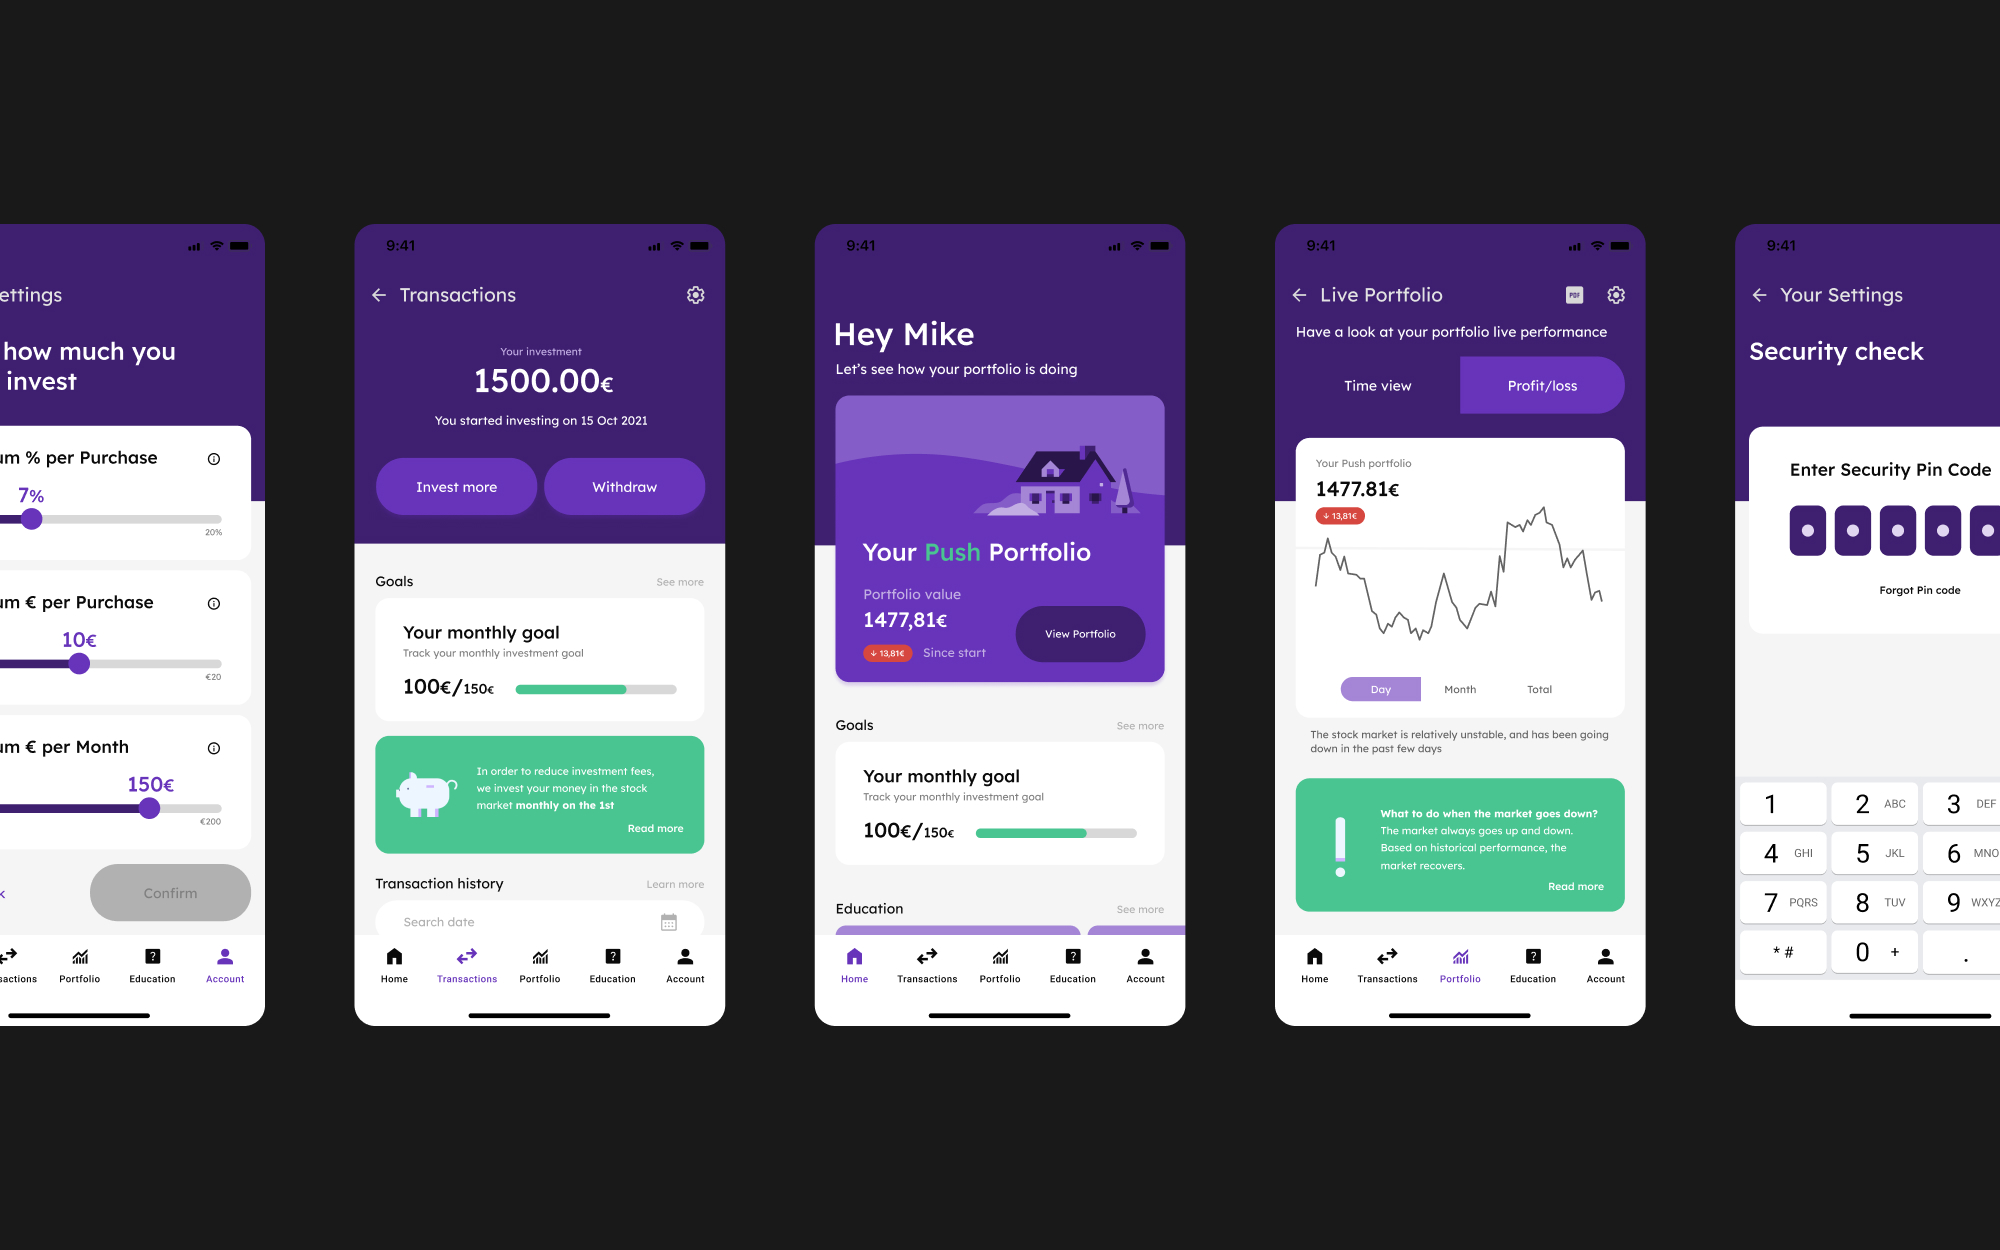 ettings
how much you
invest
um % per Purchase
7%
20%
um € per Purchase
10€
€20
um € per Month
150€
€200
k
Confirm
sactions
Portfolio
Education
Account
9:41
Transactions
Your investment
1500.00€
You started investing on 15 Oct 2021
Invest more
Withdraw
Goals
See more
Your monthly goal
Track your monthly investment goal
100€/150€
In order to reduce investment fees,
we invest your money in the stock
market monthly on the 1st
Read more
Transaction history
Learn more
Search date
Home
Transactions
Portfolio
Education
Account
9:41
Hey Mike
Let's see how your portfolio is doing
Your Push Portfolio
Portfolio value
1477,81€
↓ 13,81€
Since start
View Portfolio
Goals
See more
Your monthly goal
Track your monthly investment goal
100€/150€
Education
See more
Home
Transactions
Portfolio
Education
Account
9:41
Live Portfolio
PDF
Have a look at your portfolio live performance
Time view
Profit/loss
Your Push portfolio
1477.81€
↓ 13,81€
Day
Month
Total
The stock market is relatively unstable, and has been going
down in the past few days
What to do when the market goes down?
The market always goes up and down.
Based on historical performance, the
market recovers.
Read more
Home
Transactions
Portfolio
Education
Account
9:41
Your Settings
Security check
Enter Security Pin Code
Forgot Pin code
1
2 ABC
3 DEF
4 GHI
5 JKL
6 MNO
7 PQRS
8 TUV
9 WXYZ
* #
0 +
.